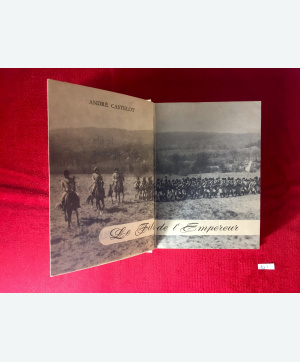 ANDRÉ CASTELOT
Le Fils de l'Empereur